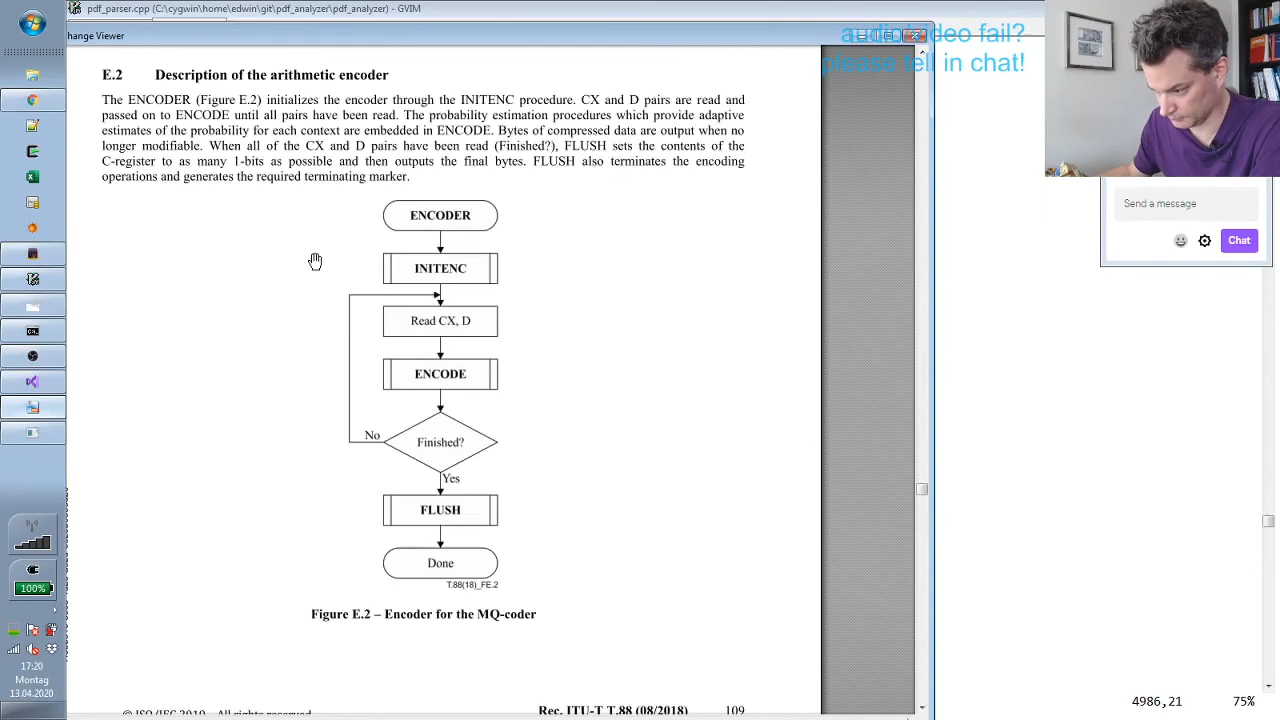 pdf_parser.cpp (C:\cygwin\home\edwin\git\pdf_analyzer\pdf_analyzer) - GVIM
hange Viewer
audio/video fail?
please tell in chat!
E.2 Description of the arithmetic encoder
The ENCODER (Figure E.2) initializes the encoder through the INITENC procedure. CX and D pairs are read and
passed on to ENCODE until all pairs have been read. The probability estimation procedures which provide adaptive
estimates of the probability for each context are embedded in ENCODE. Bytes of compressed data are output when no
longer modifiable. When all of the CX and D pairs have been read (Finished?), FLUSH sets the contents of the
C-register to as many 1-bits as possible and then outputs the final bytes. FLUSH also terminates the encoding
operations and generates the required terminating marker.
ENCODER
INITENC
Read CX, D
ENCODE
No
Finished?
Yes
FLUSH
Done
T.88(18)_FE.2
Figure E.2 – Encoder for the MQ-coder
© ISO/IEC 2019 – All rights reserved
Rec. ITU-T T.88 (08/2018) 109
Send a message
Chat
100%
17:20
Montag
13.04.2020
4986,21 75%